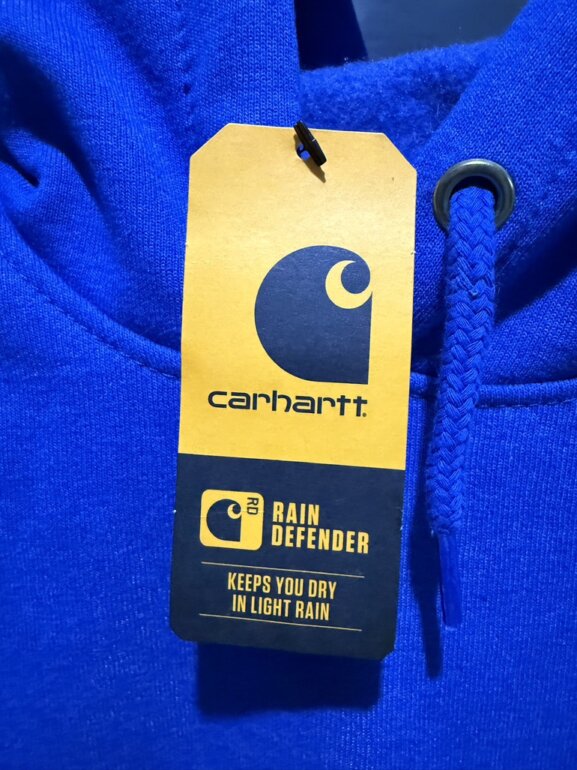 carhartt.
RD
RAIN
DEFENDER
KEEPS YOU DRY
IN LIGHT RAIN